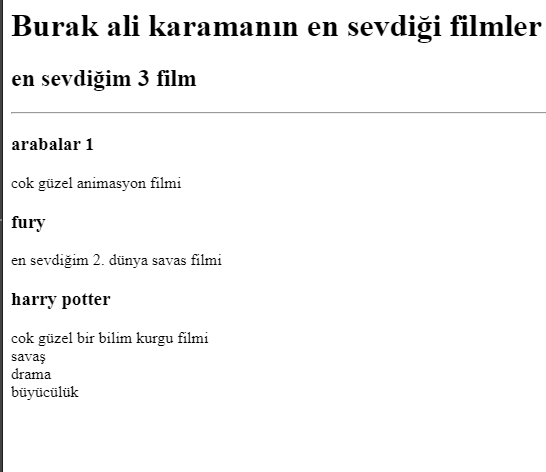 Burak ali karamanın en sevdiği filmler
en sevdiğim 3 film
arabalar 1
cok güzel animasyon filmi
fury
en sevdiğim 2. dünya savas filmi
harry potter
cok güzel bir bilim kurgu filmi
savaş
drama
büyücülük